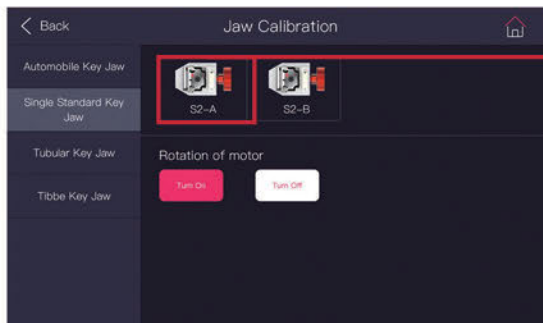 Back
Jaw Calibration
Automobile Key Jaw
Single Standard Key
Jaw
Tubular Key Jaw
Tibbe Key Jaw
S2-A
S2-B
Rotation of motor
Turn On
Turn Off